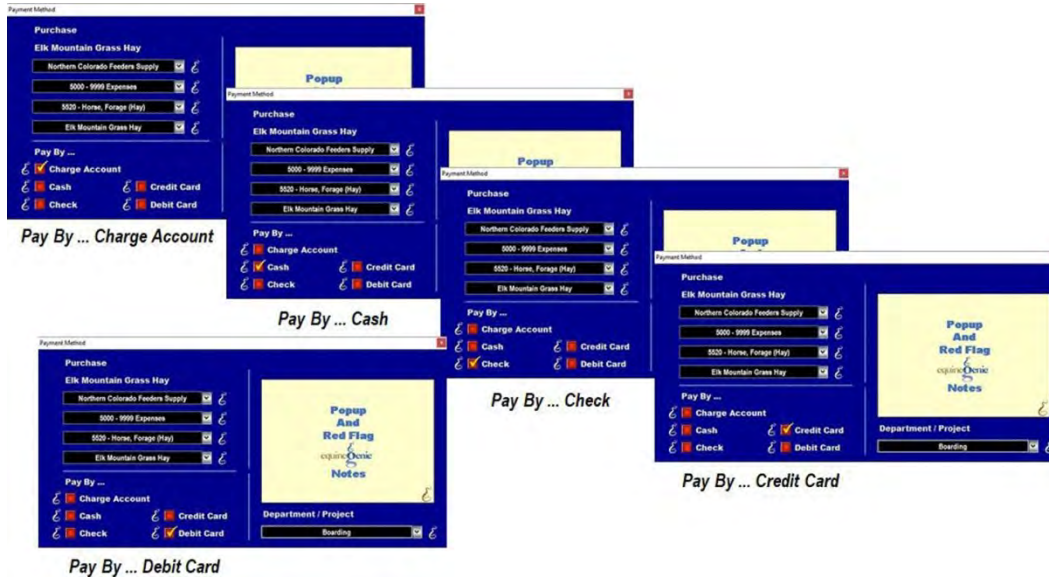 Payment Method
Purchase
Elk Mountain Grass Hay
Northern Colorado Feeders Supply
5000 - 9999 Expenses
5520 - Horse, Forage (Hay)
Elk Mountain Grass Hay
Pay By ...
Charge Account
Cash
Credit Card
Check
Debit Card
Popup
Pay By ... Charge Account
Payment Method
Purchase
Elk Mountain Grass Hay
Northern Colorado Feeders Supply
5000 - 9999 Expenses
5520 - Horse, Forage (Hay)
Elk Mountain Grass Hay
Pay By ...
Charge Account
Cash
Credit Card
Check
Debit Card
Popup
Pay By ... Cash
Payment Method
Purchase
Elk Mountain Grass Hay
Northern Colorado Feeders Supply
5000 - 9999 Expenses
5520 - Horse, Forage (Hay)
Elk Mountain Grass Hay
Pay By ...
Charge Account
Cash
Credit Card
Check
Debit Card
Popup
Pay By ... Check
Payment Method
Purchase
Elk Mountain Grass Hay
Northern Colorado Feeders Supply
5000 - 9999 Expenses
5520 - Horse, Forage (Hay)
Elk Mountain Grass Hay
Pay By ...
Charge Account
Cash
Credit Card
Check
Debit Card
Popup
And
Red Flag
equineGenie
Notes
Department / Project
Boarding
Pay By ... Credit Card
Payment Method
Purchase
Elk Mountain Grass Hay
Northern Colorado Feeders Supply
5000 - 9999 Expenses
5520 - Horse, Forage (Hay)
Elk Mountain Grass Hay
Pay By ...
Charge Account
Cash
Credit Card
Check
Debit Card
Popup
And
Red Flag
equineGenie
Notes
Department / Project
Boarding
Pay By ... Debit Card